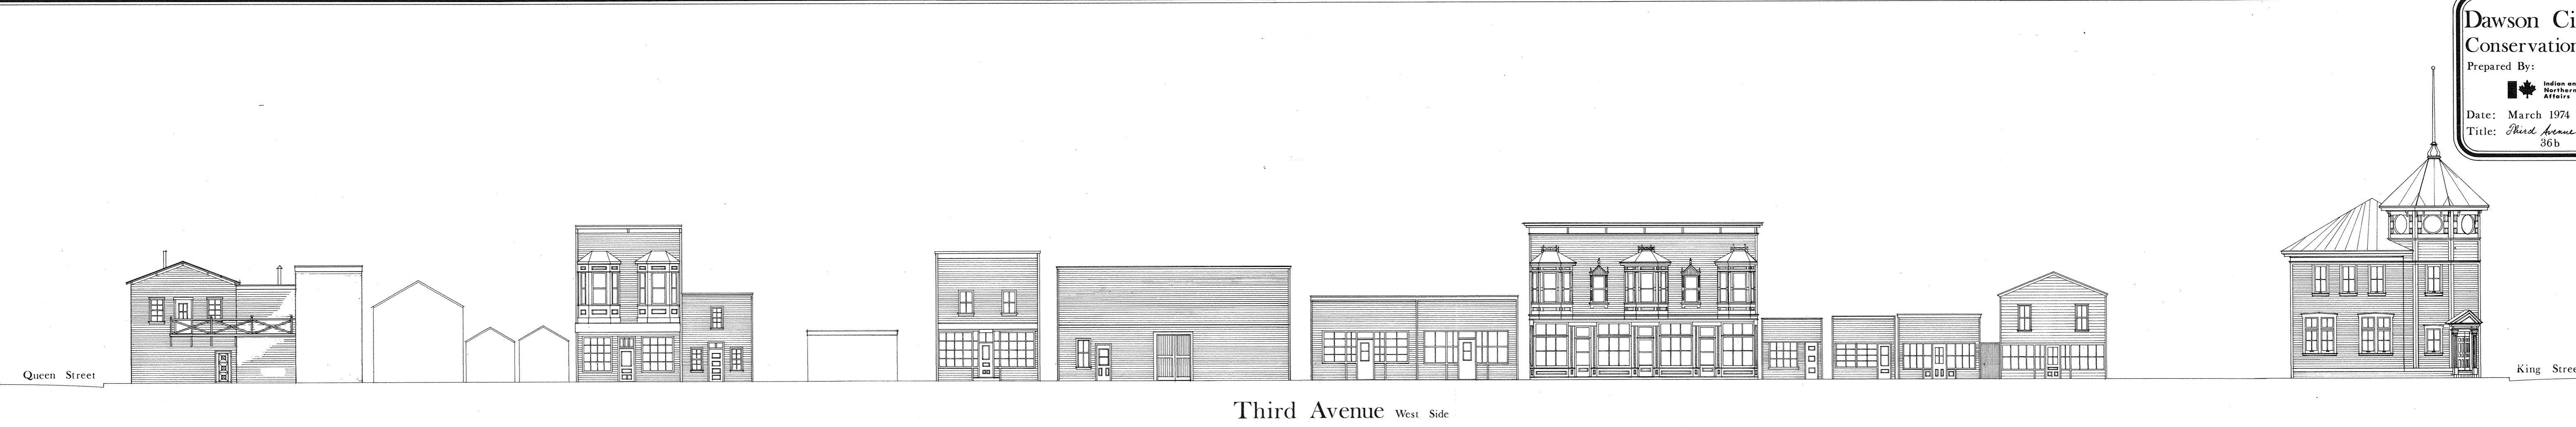 Dawson Ci
Conservation
Prepared By:
Indian an
Northern
Affairs
Date: March 1974
Title: Third Avenue
36b
Queen Street
King Stree
Third Avenue West Side